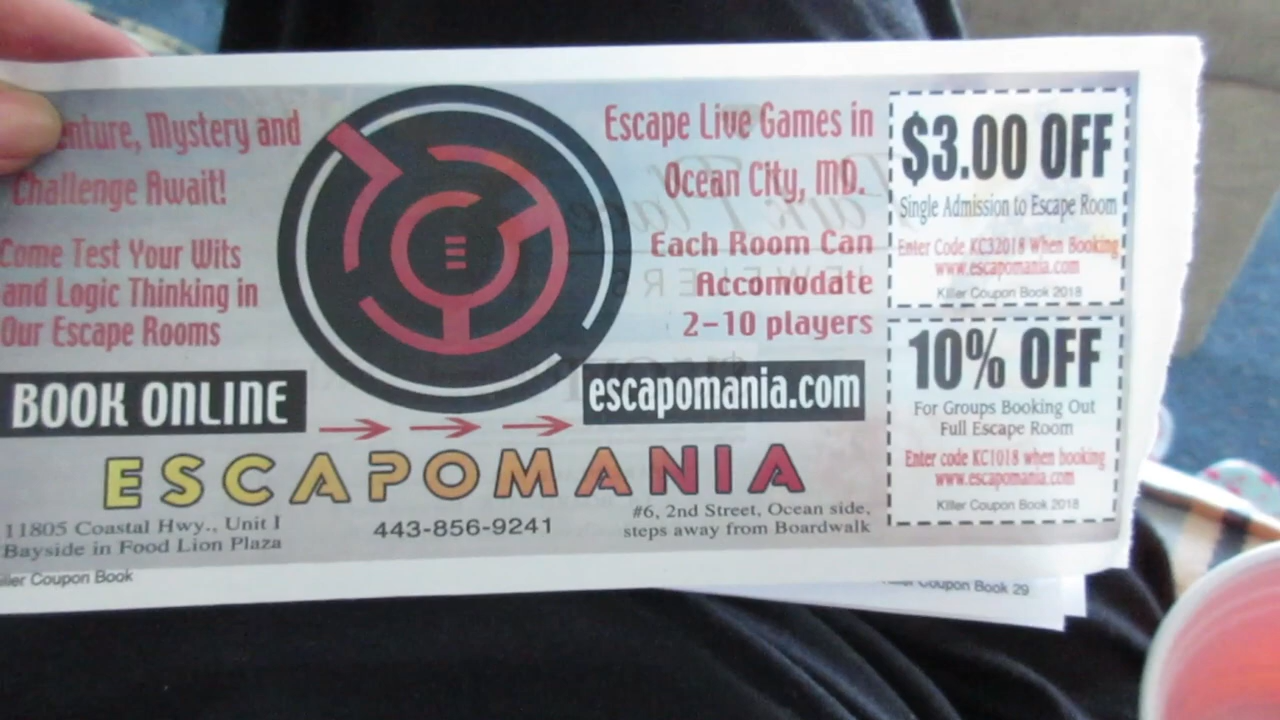 enture, Mystery and
Challenge Await!
Come Test Your Wits
and Logic Thinking in
Our Escape Rooms
BOOK ONLINE
Escape Live Games in
Ocean City, MD.
Each Room Can
Accomodate
2-10 players
escapomania.com
ESCAPOMANIA
11805 Coastal Hwy., Unit I
Bayside in Food Lion Plaza
443-856-9241
#6, 2nd Street, Ocean side,
steps away from Boardwalk
$3.00 OFF
Single Admission to Escape Room
Enter Code KC32018 When Booking
www.escapomania.com
Killer Coupon Book 2018
10% OFF
For Groups Booking Out
Full Escape Room
Enter code KC1018 when booking
www.escapomania.com
Killer Coupon Book 2018
ller Coupon Book
Coupon Book 29